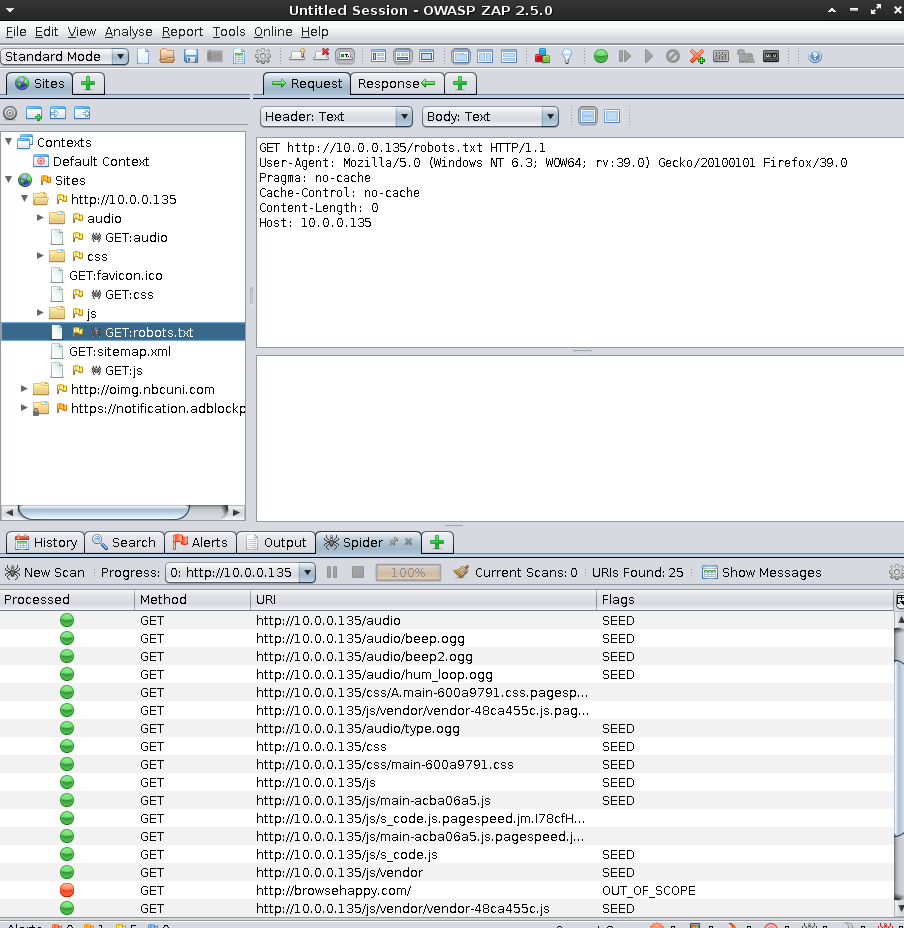 Untitled Session - OWASP ZAP 2.5.0
File Edit View Analyse Report Tools Online Help
Standard Mode
Sites
Request Response
Header: Text Body: Text
Contexts
Default Context
Sites
http://10.0.0.135
audio
GET:audio
css
GET:favicon.ico
GET:css
js
GET:robots.txt
GET:sitemap.xml
GET:js
http://oimg.nbcuni.com
https://notification.adblockp
GET http://10.0.0.135/robots.txt HTTP/1.1
User-Agent: Mozilla/5.0 (Windows NT 6.3; WOW64; rv:39.0) Gecko/20100101 Firefox/39.0
Pragma: no-cache
Cache-Control: no-cache
Content-Length: 0
Host: 10.0.0.135
History Search Alerts Output Spider
New Scan Progress: 0: http://10.0.0.135 100% Current Scans: 0 URIs Found: 25 Show Messages
Processed Method URI Flags
GET http://10.0.0.135/audio SEED
GET http://10.0.0.135/audio/beep.ogg SEED
GET http://10.0.0.135/audio/beep2.ogg SEED
GET http://10.0.0.135/audio/hum_loop.ogg SEED
GET http://10.0.0.135/css/A.main-600a9791.css.pagesp...
GET http://10.0.0.135/js/vendor/vendor-48ca455c.js.pag...
GET http://10.0.0.135/audio/type.ogg SEED
GET http://10.0.0.135/css SEED
GET http://10.0.0.135/css/main-600a9791.css SEED
GET http://10.0.0.135/js SEED
GET http://10.0.0.135/js/main-acba06a5.js SEED
GET http://10.0.0.135/js/s_code.js.pagespeed.jm.I78cfH...
GET http://10.0.0.135/js/main-acba06a5.js.pagespeed.j...
GET http://10.0.0.135/js/s_code.js SEED
GET http://10.0.0.135/js/vendor SEED
GET http://browsehappy.com/ OUT_OF_SCOPE
GET http://10.0.0.135/js/vendor/vendor-48ca455c.js SEED